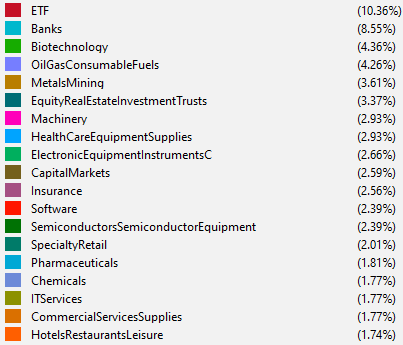 ETF (10.36%)
Banks (8.55%)
Biotechnology (4.36%)
OilGasConsumableFuels (4.26%)
MetalsMining (3.61%)
EquityRealEstateInvestmentTrusts (3.37%)
Machinery (2.93%)
HealthCareEquipmentSupplies (2.93%)
ElectronicEquipmentInstrumentsC (2.66%)
CapitalMarkets (2.59%)
Insurance (2.56%)
Software (2.39%)
SemiconductorsSemiconductorEquipment (2.39%)
SpecialtyRetail (2.01%)
Pharmaceuticals (1.81%)
Chemicals (1.77%)
ITServices (1.77%)
CommercialServicesSupplies (1.77%)
HotelsRestaurantsLeisure (1.74%)